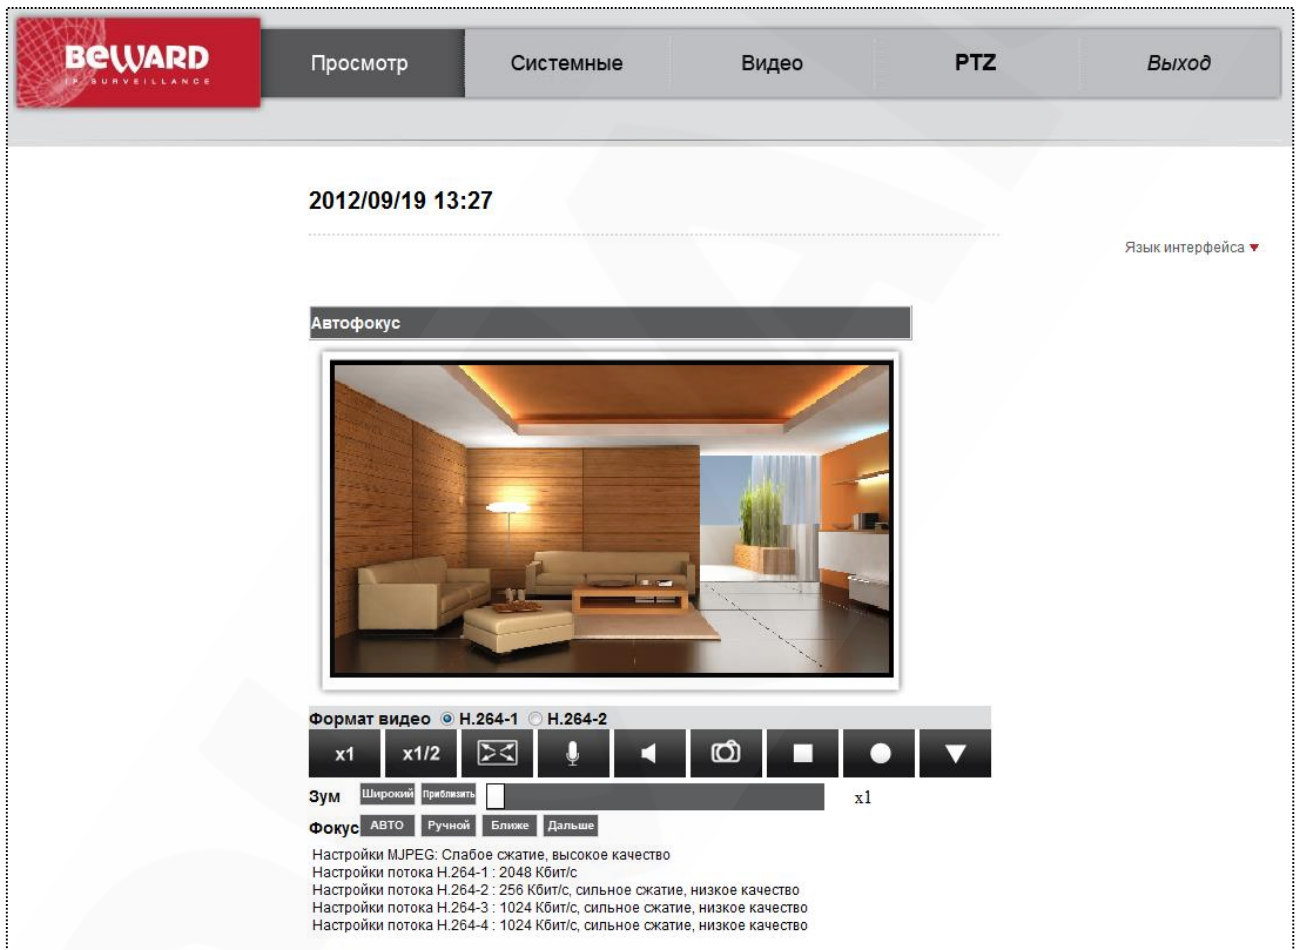 BEWARD
IP SURVEILLANCE
Просмотр
Системные
Видео
PTZ
Выход
2012/09/19 13:27
Язык интерфейса
Автофокус
Формат видео H.264-1 H.264-2
x1 x1/2
Зум Широкий Приблизить x1
Фокус АВТО Ручной Ближе Дальше
Настройки MJPEG: Слабое сжатие, высокое качество
Настройки потока H.264-1 : 2048 Кбит/с
Настройки потока H.264-2 : 256 Кбит/с, сильное сжатие, низкое качество
Настройки потока H.264-3 : 1024 Кбит/с, сильное сжатие, низкое качество
Настройки потока H.264-4 : 1024 Кбит/с, сильное сжатие, низкое качество